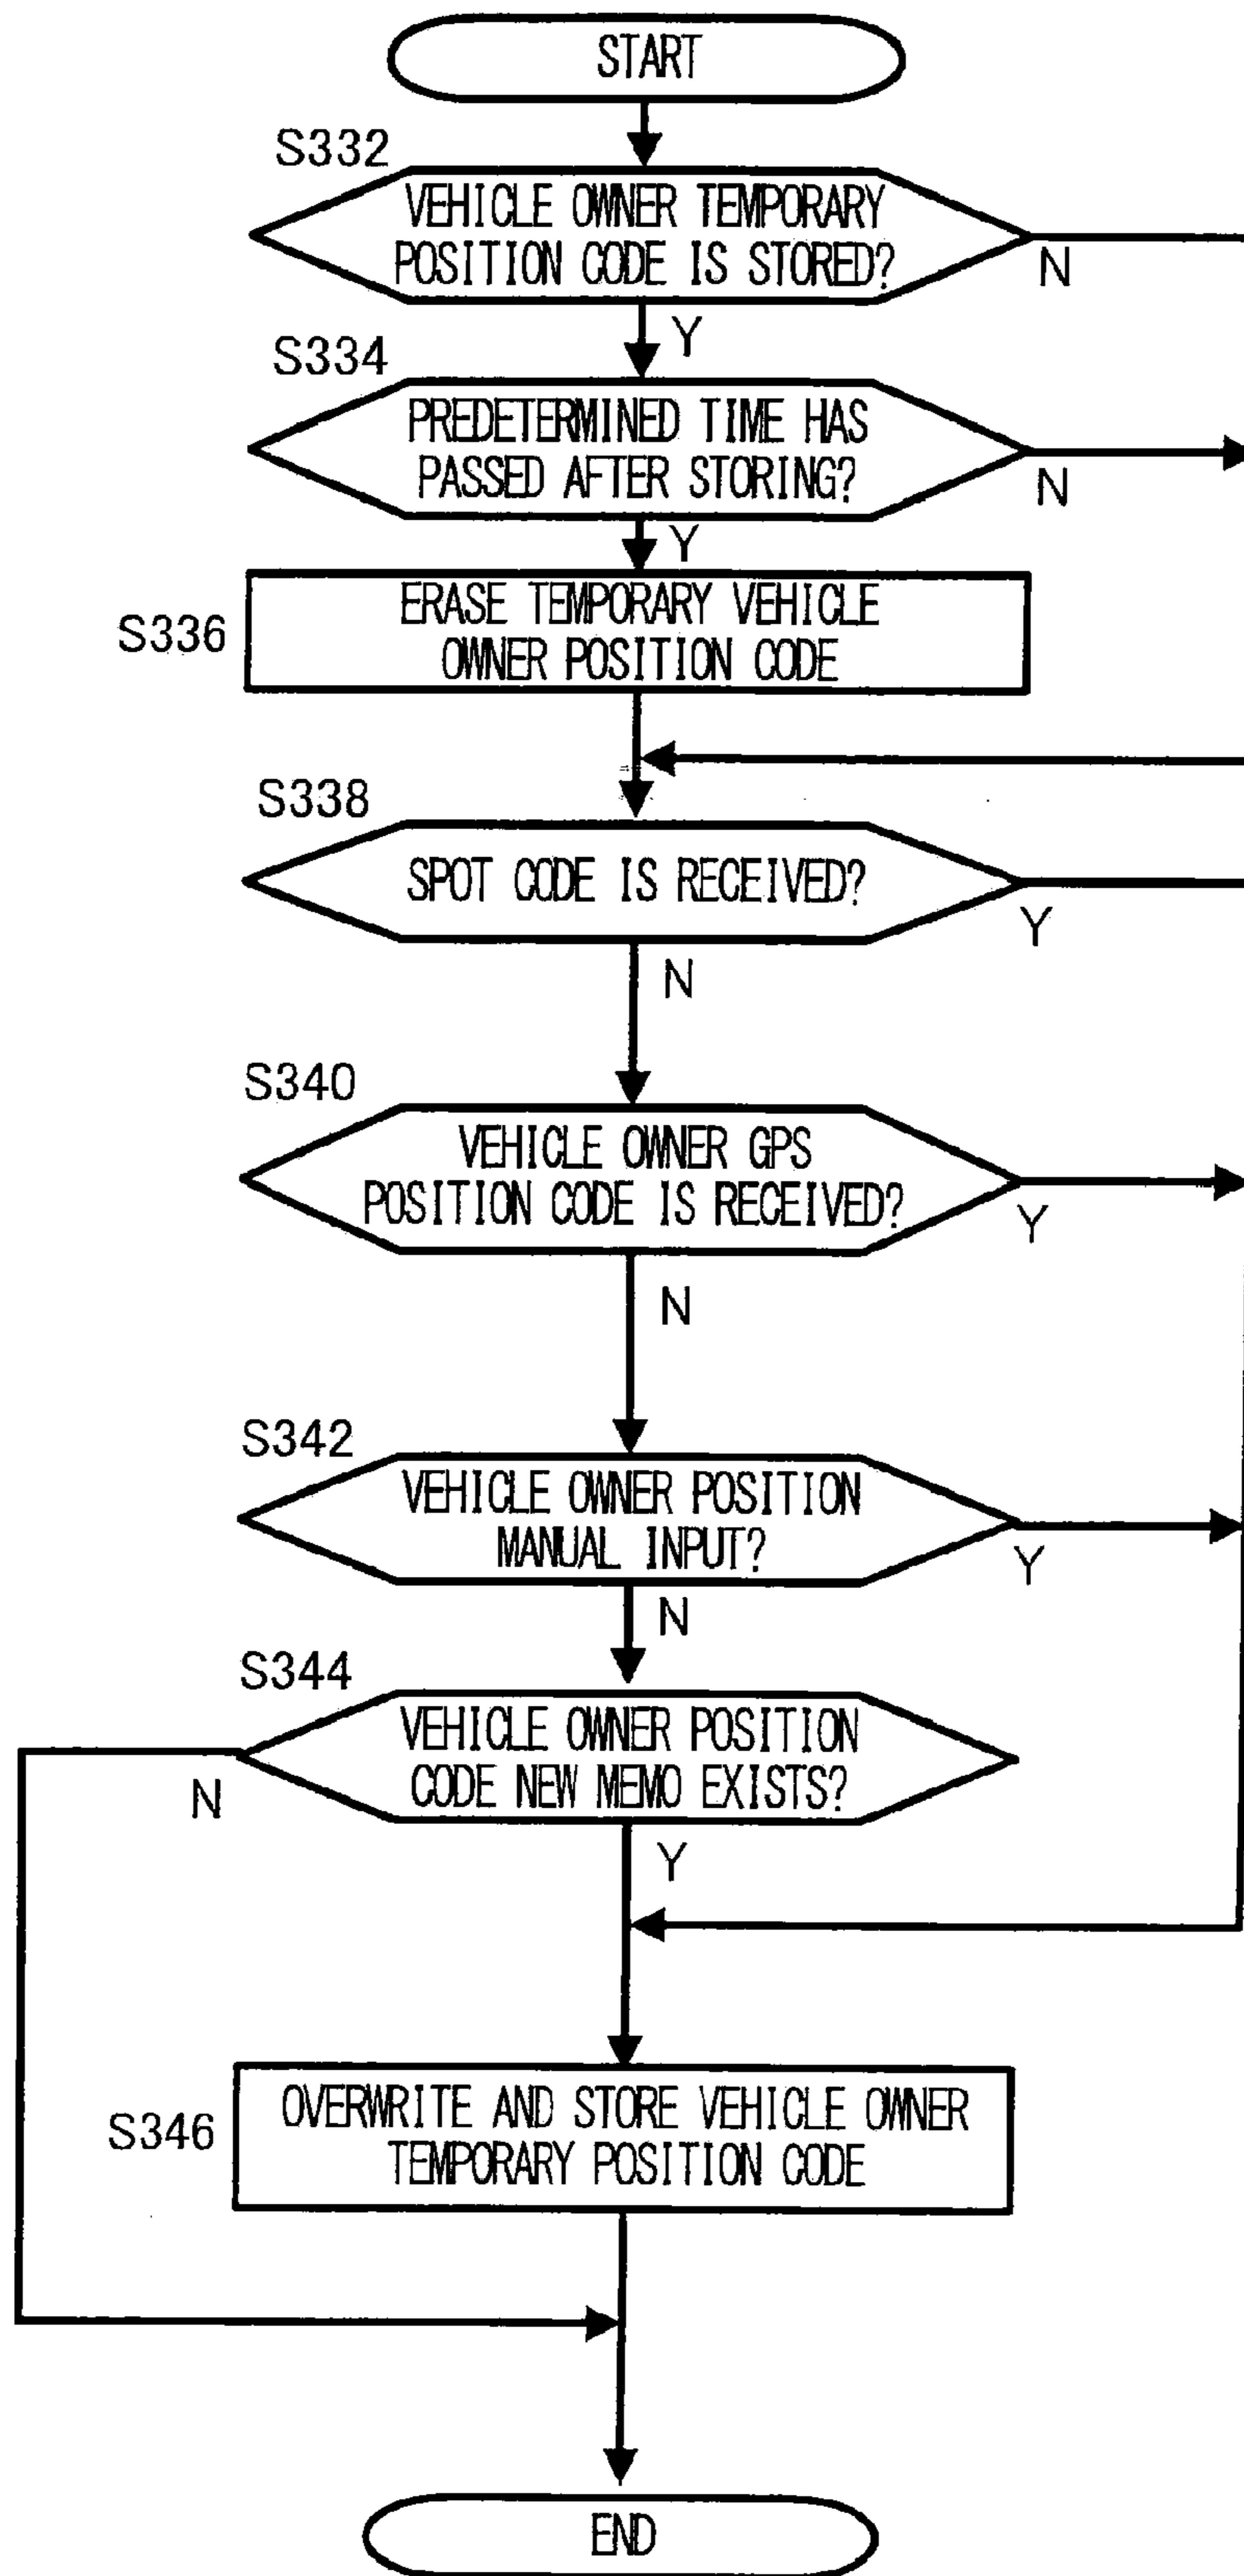 START
S332
VEHICLE OWNER TEMPORARY
POSITION CODE IS STORED?
N
Y
S334
PREDETERMINED TIME HAS
PASSED AFTER STORING?
N
Y
S336
ERASE TEMPORARY VEHICLE
OWNER POSITION CODE
S338
SPOT CODE IS RECEIVED?
Y
N
S340
VEHICLE OWNER GPS
POSITION CODE IS RECEIVED?
Y
N
S342
VEHICLE OWNER POSITION
MANUAL INPUT?
Y
N
S344
VEHICLE OWNER POSITION
CODE NEW MEMO EXISTS?
N
Y
S346
OVERWRITE AND STORE VEHICLE OWNER
TEMPORARY POSITION CODE
END